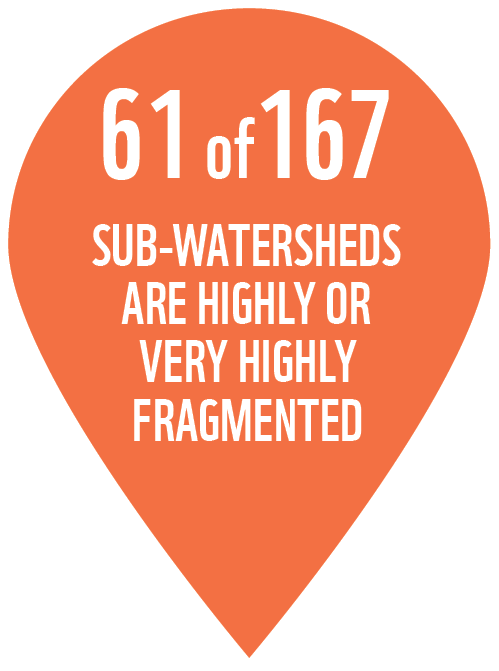 61 of 167
SUB-WATERSHEDS
ARE HIGHLY OR
VERY HIGHLY
FRAGMENTED